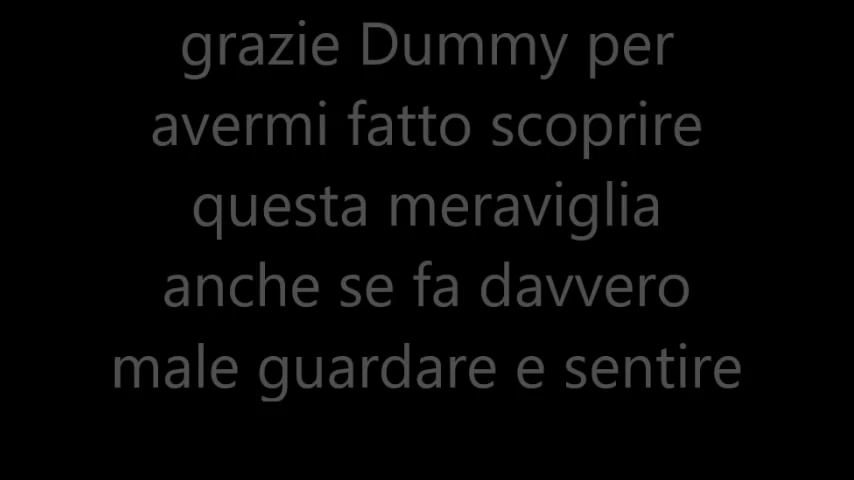 grazie Dummy per
avermi fatto scoprire
questa meraviglia
anche se fa davvero
male guardare e sentire